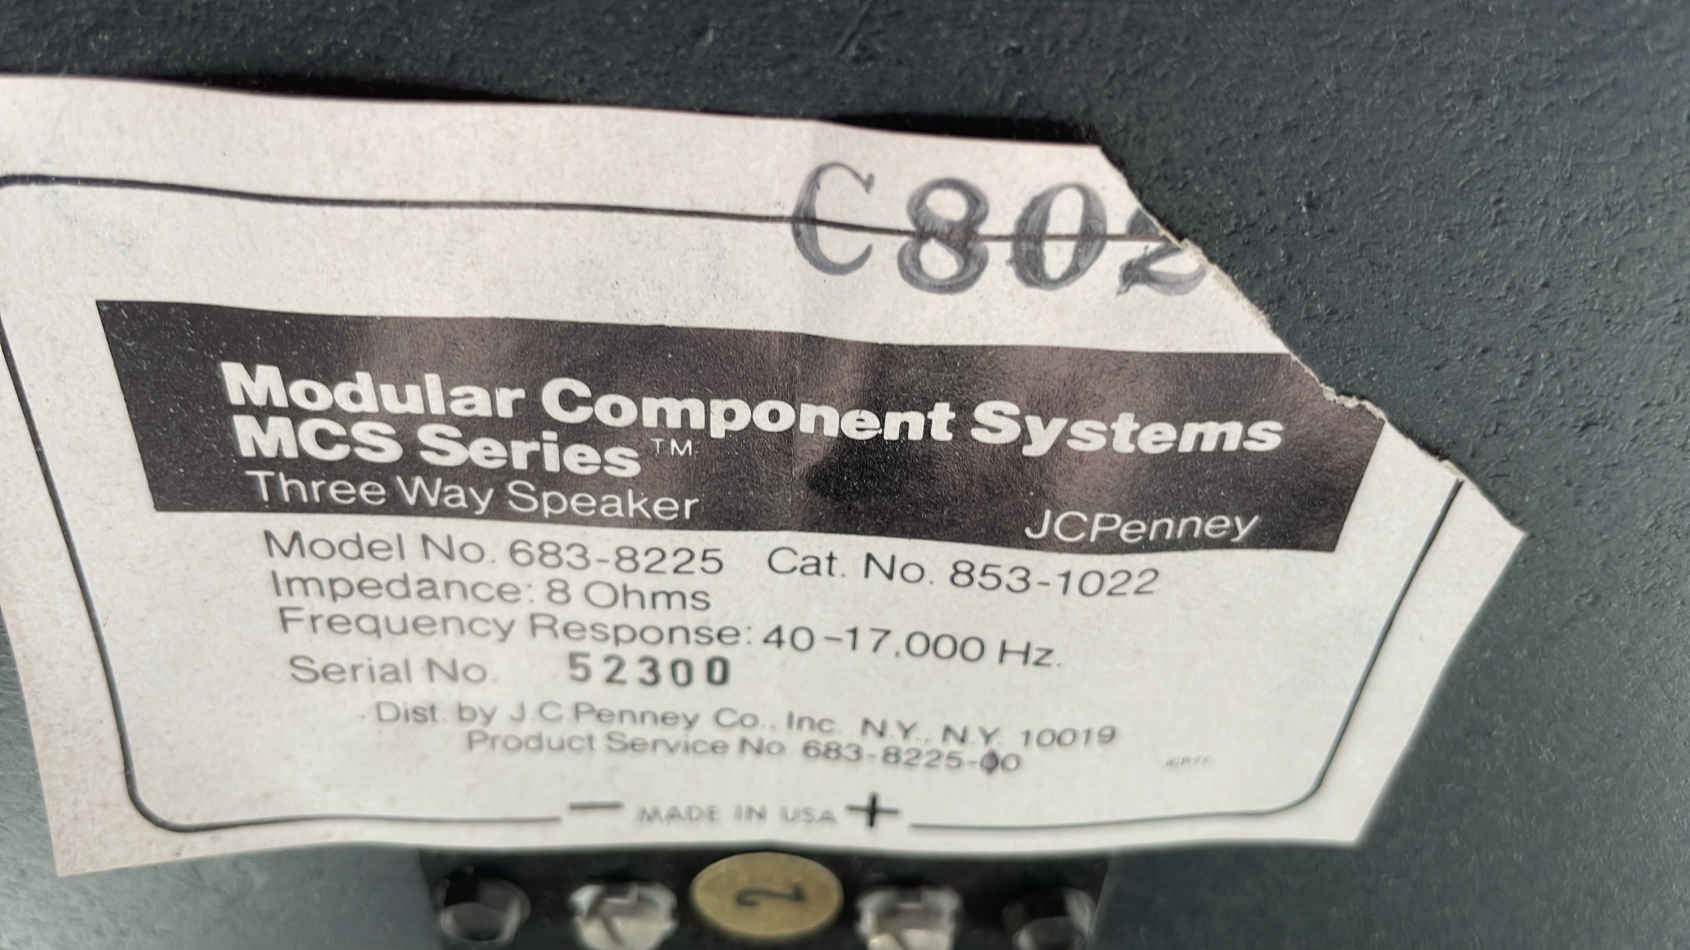 C802
Modular Component Systems
MCS Series™
Three Way Speaker
JCPenney
Model No. 683-8225 Cat. No. 853-1022
Impedance: 8 Ohms
Frequency Response: 40-17,000 Hz.
Serial No. 52300
Dist. by J.C.Penney Co., Inc. N.Y., N.Y. 10019
Product Service No. 683-8225-00
— MADE IN USA +
2